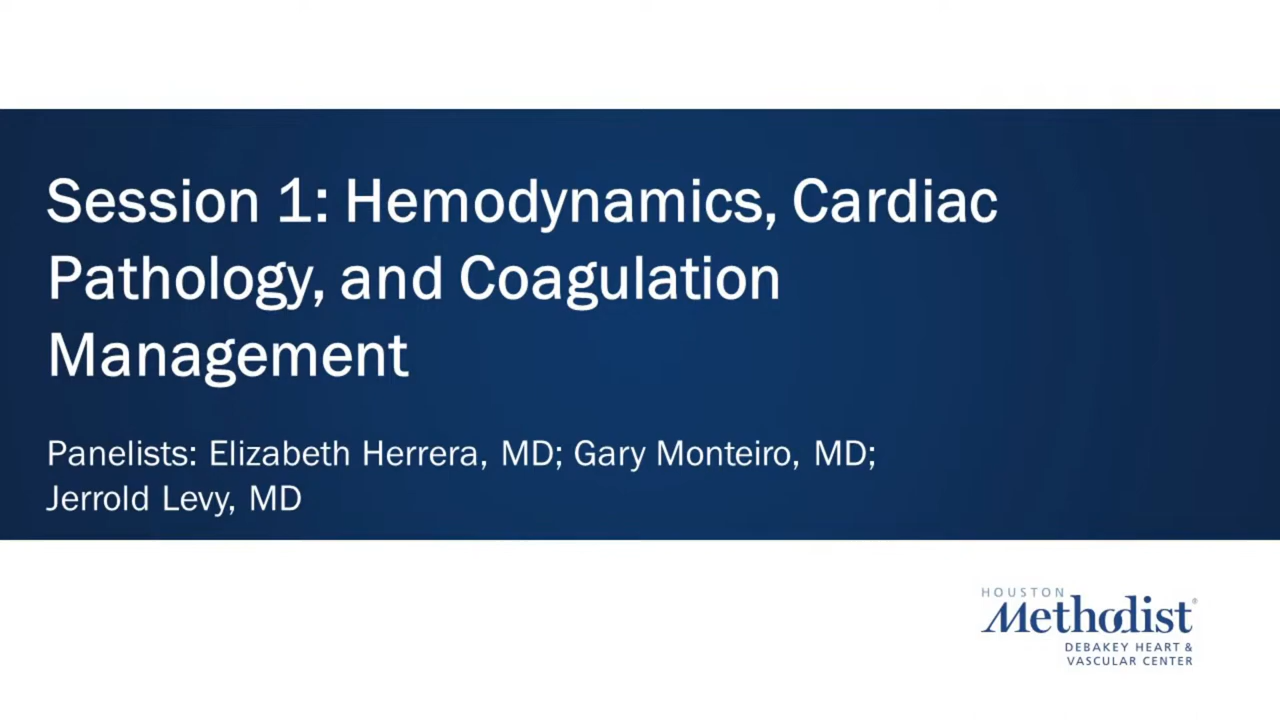 Session 1: Hemodynamics, Cardiac
Pathology, and Coagulation
Management
Panelists: Elizabeth Herrera, MD; Gary Monteiro, MD;
Jerrold Levy, MD
HOUSTON
Methodist®
DEBAKEY HEART &
VASCULAR CENTER